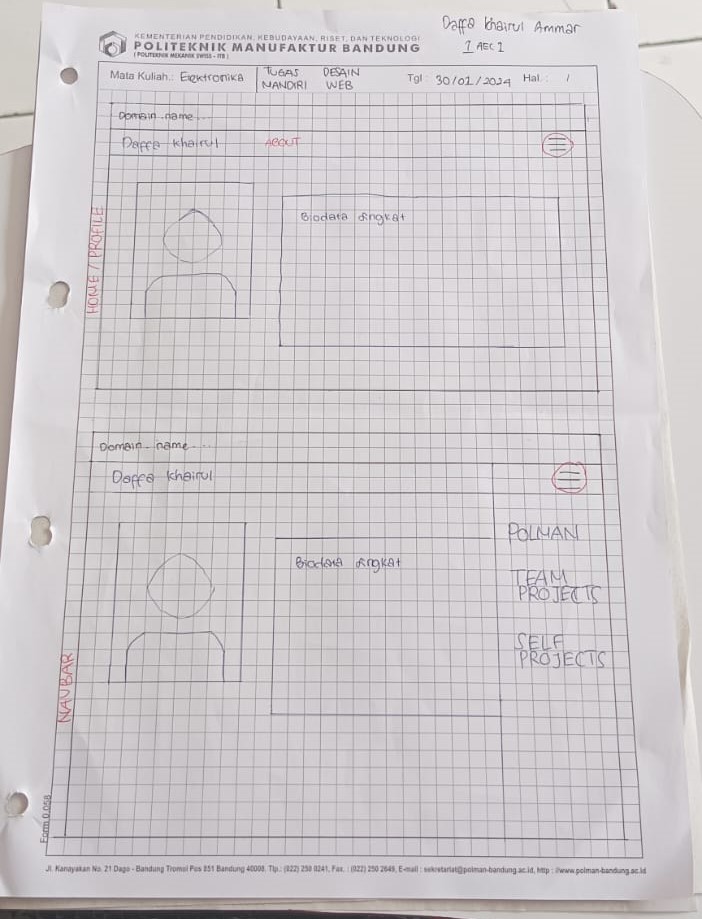 Daffa Khairul Ammar
1 AEC 1
KEMENTERIAN PENDIDIKAN, KEBUDAYAAN, RISET, DAN TEKNOLOGI
POLITEKNIK MANUFAKTUR BANDUNG
( POLITEKNIK MEKANIK SWISS - ITB )
Mata Kuliah : Elektronika
TUGAS MANDIRI
DESAIN WEB
Tgl : 30/01/2024
Hal. : 1
Domain name ...
Daffa Khairul
ABOUT
HOME / PROFILE
Biodata singkat
Domain name ...
Daffa Khairul
Biodata singkat
POLMAN
TEAM
PROJECTS
SELF
PROJECTS
NAVBAR
Form 0.058
Jl. Kanayakan No. 21 Dago - Bandung Tromol Pos 851 Bandung 40008. Tlp.: (022) 250 0241, Fax. : (022) 250 2649, E-mail : sekretariat@polman-bandung.ac.id, http : //www.polman-bandung.ac.id